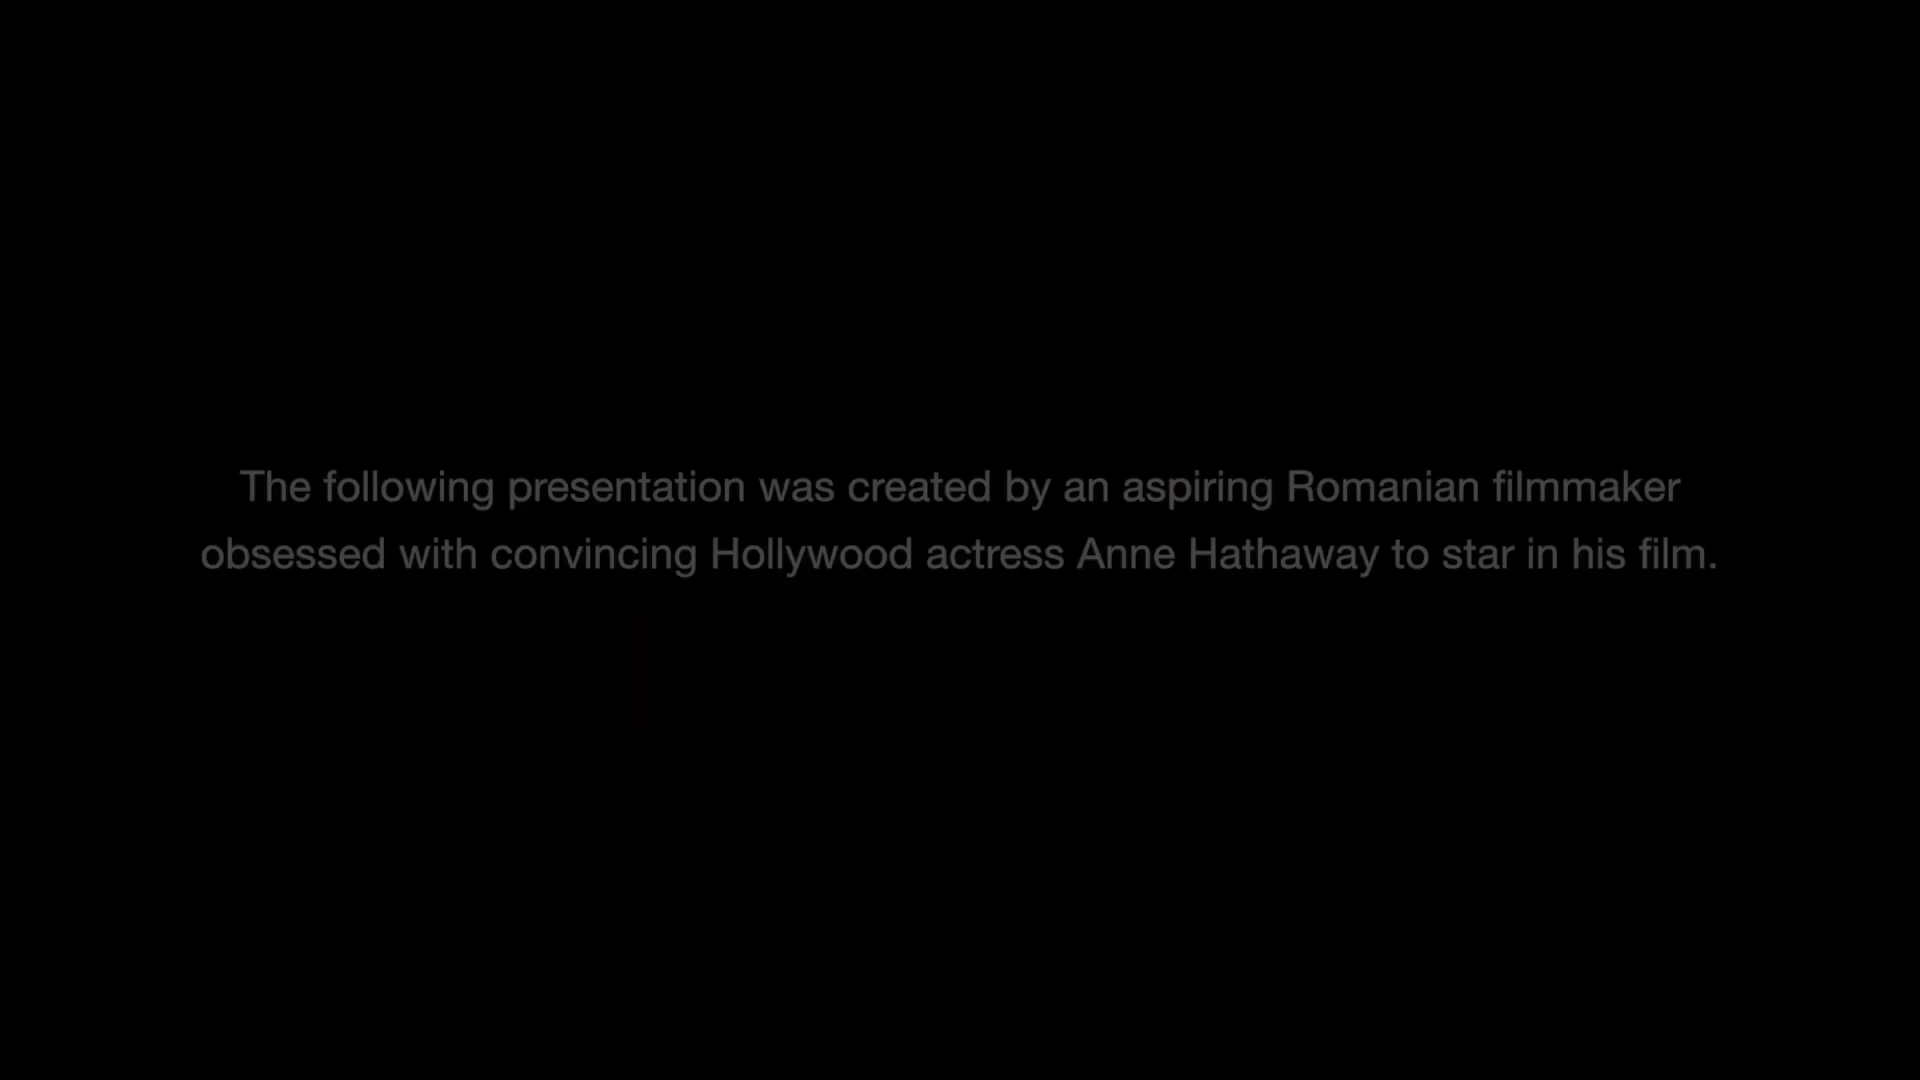 The following presentation was created by an aspiring Romanian filmmaker
obsessed with convincing Hollywood actress Anne Hathaway to star in his film.